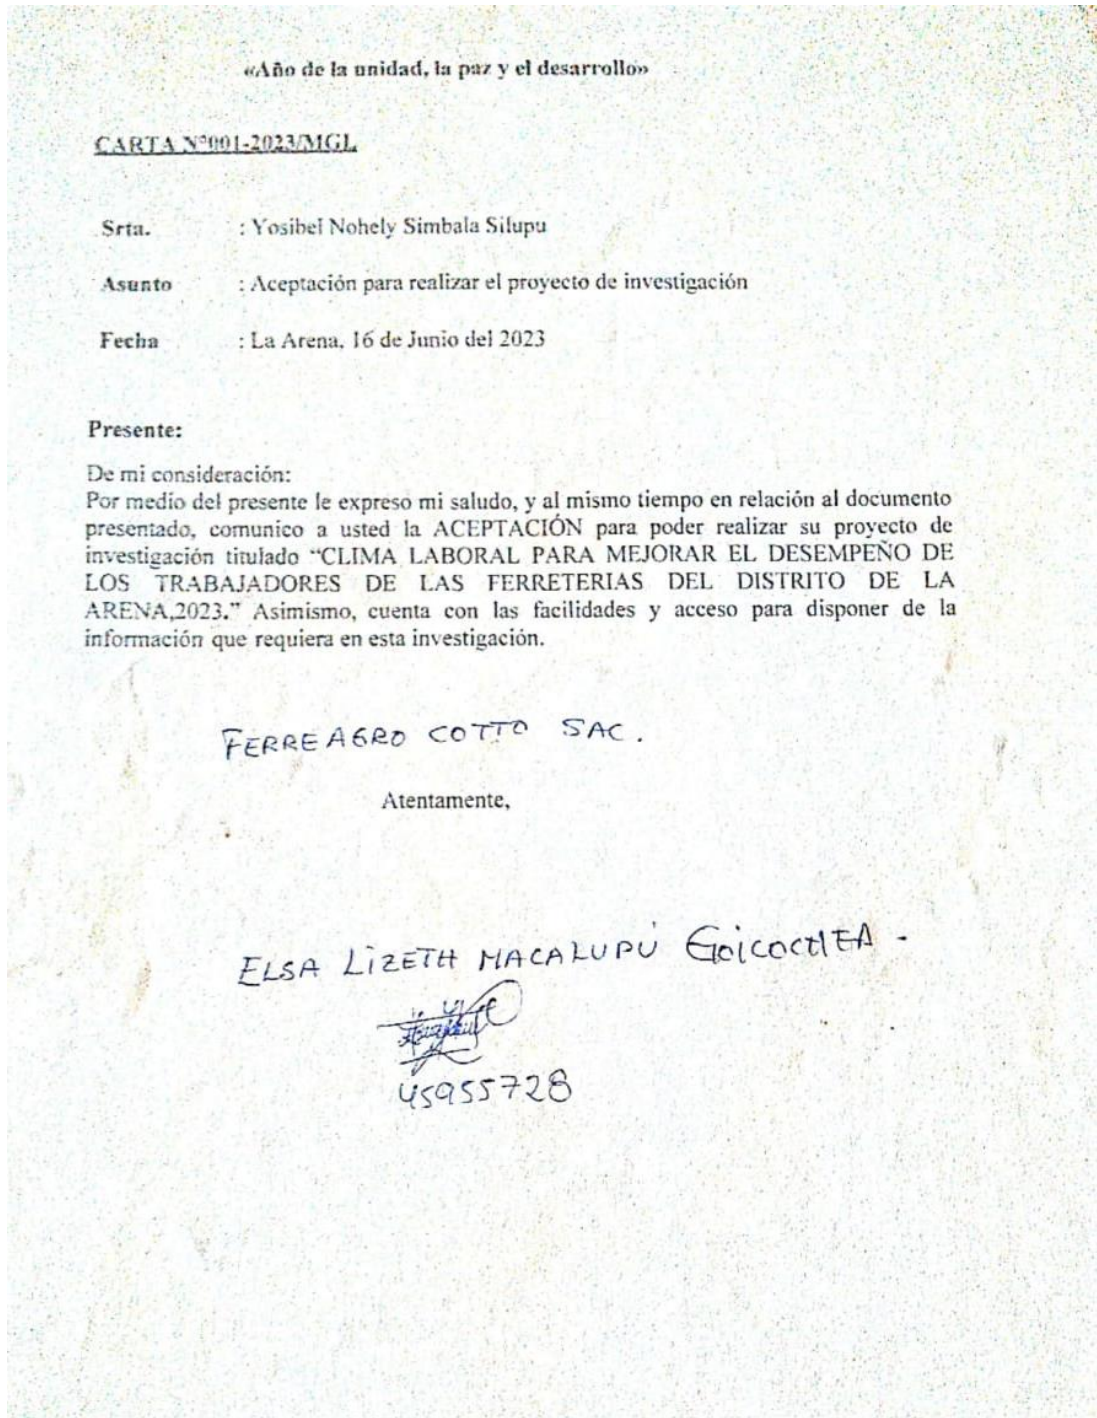 «Año de la unidad, la paz y el desarrollo»
CARTA N°001-2023/MGL
Srta. : Yosibel Nohely Simbala Silupu
Asunto : Aceptación para realizar el proyecto de investigación
Fecha : La Arena, 16 de Junio del 2023
Presente:
De mi consideración:
Por medio del presente le expreso mi saludo, y al mismo tiempo en relación al documento
presentado, comunico a usted la ACEPTACIÓN para poder realizar su proyecto de
investigación titulado “CLIMA LABORAL PARA MEJORAR EL DESEMPEÑO DE
LOS TRABAJADORES DE LAS FERRETERIAS DEL DISTRITO DE LA
ARENA,2023.” Asimismo, cuenta con las facilidades y acceso para disponer de la
información que requiera en esta investigación.
FERREAGRO COTTO SAC.
Atentamente,
ELSA LIZETH MACALUPÚ GOICOCHEA.
45955728